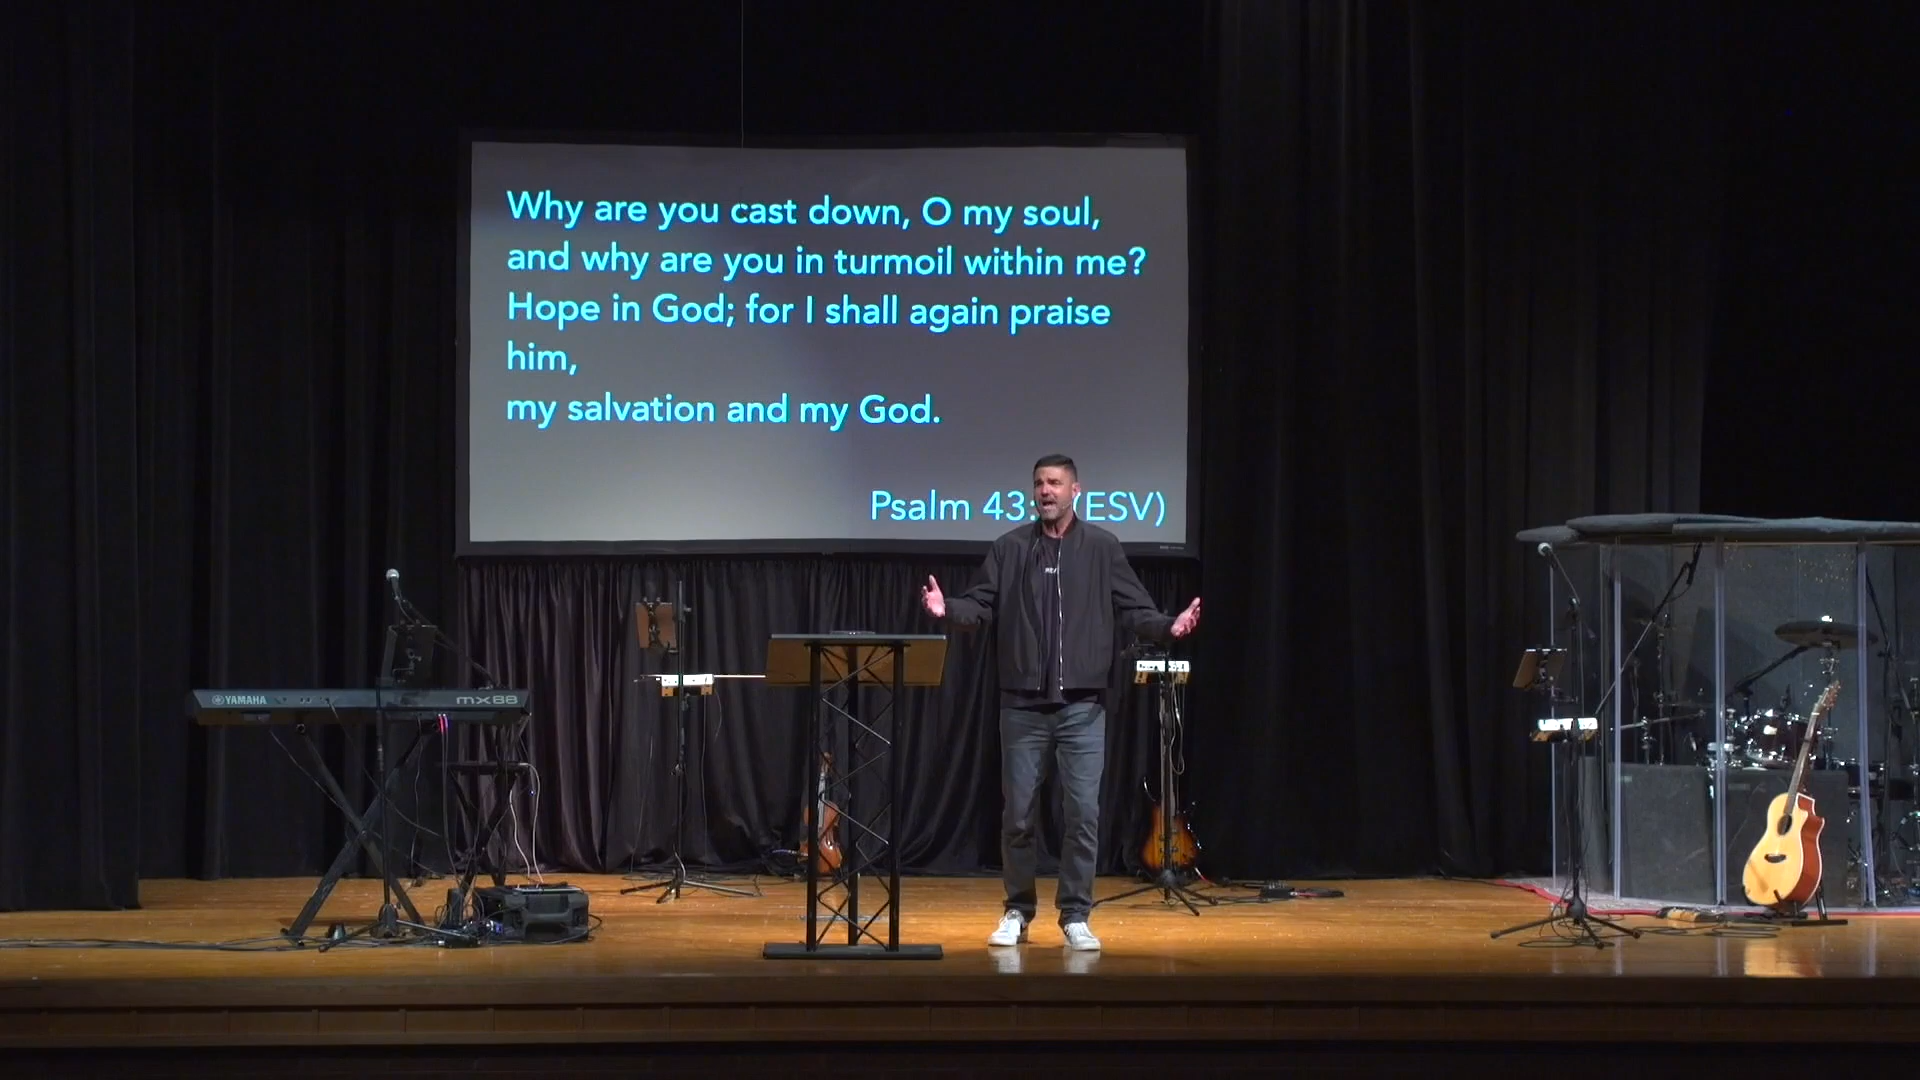 Why are you cast down, O my soul,
and why are you in turmoil within me?
Hope in God; for I shall again praise
him,
my salvation and my God.
Psalm 43: (ESV)
YAMAHA
mx88